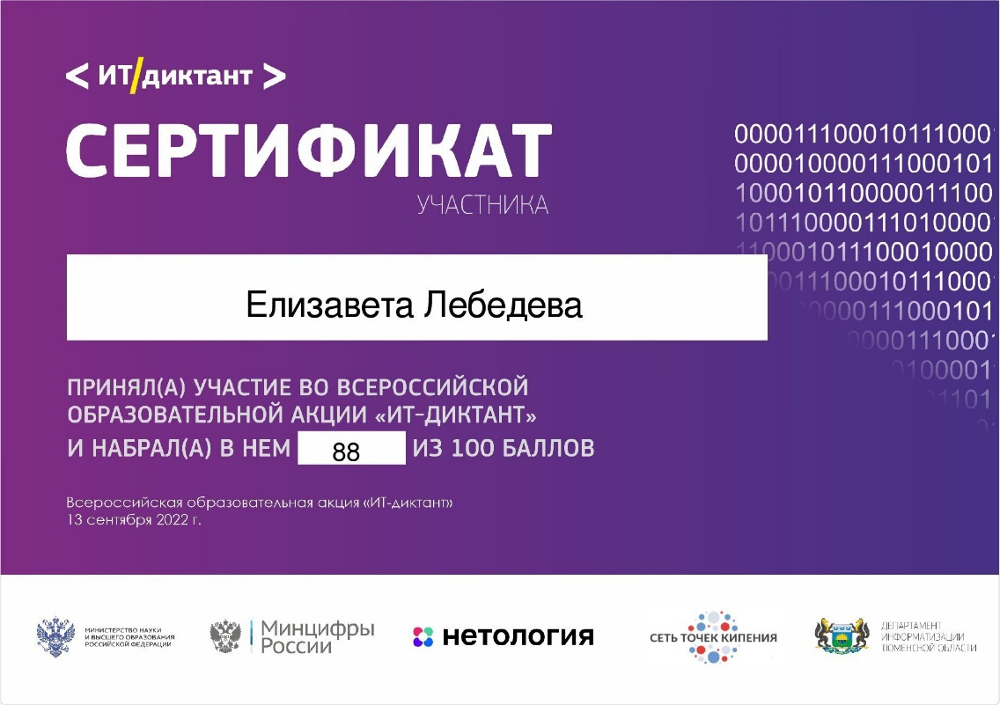 < ИТ/диктант >
СЕРТИФИКАТ
УЧАСТНИКА
000011100010111000
000010000111000101
100010110000011100
101110000111010000
110001011100010000
0011100010111000
0000111000101
0000111000
100001
1101
0
Елизавета Лебедева
ПРИНЯЛ(А) УЧАСТИЕ ВО ВСЕРОССИЙСКОЙ
ОБРАЗОВАТЕЛЬНОЙ АКЦИИ «ИТ-ДИКТАНТ»
И НАБРАЛ(А) В НЕМ 88 ИЗ 100 БАЛЛОВ
Всероссийская образовательная акция «ИТ-диктант»
13 сентября 2022 г.
МИНИСТЕРСТВО НАУКИ
И ВЫСШЕГО ОБРАЗОВАНИЯ
РОССИЙСКОЙ ФЕДЕРАЦИИ
Минцифры
России
нетология
СЕТЬ ТОЧЕК КИПЕНИЯ
ДЕПАРТАМЕНТ
ИНФОРМАТИЗАЦИИ
ТЮМЕНСКОЙ ОБЛАСТИ